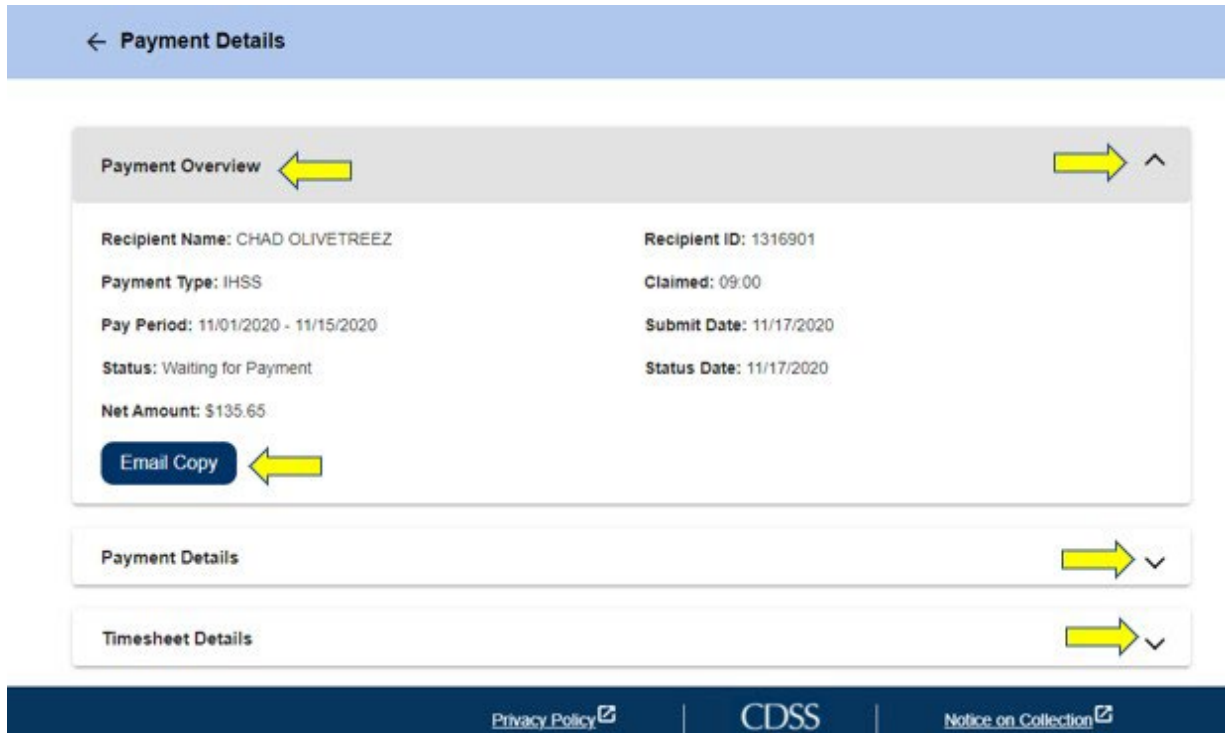 ← Payment Details
Payment Overview
Recipient Name: CHAD OLIVETREEZ
Recipient ID: 1316901
Payment Type: IHSS
Claimed: 09:00
Pay Period: 11/01/2020 - 11/15/2020
Submit Date: 11/17/2020
Status: Waiting for Payment
Status Date: 11/17/2020
Net Amount: $135.65
Email Copy
Payment Details
Timesheet Details
Privacy Policy | CDSS | Notice on Collection